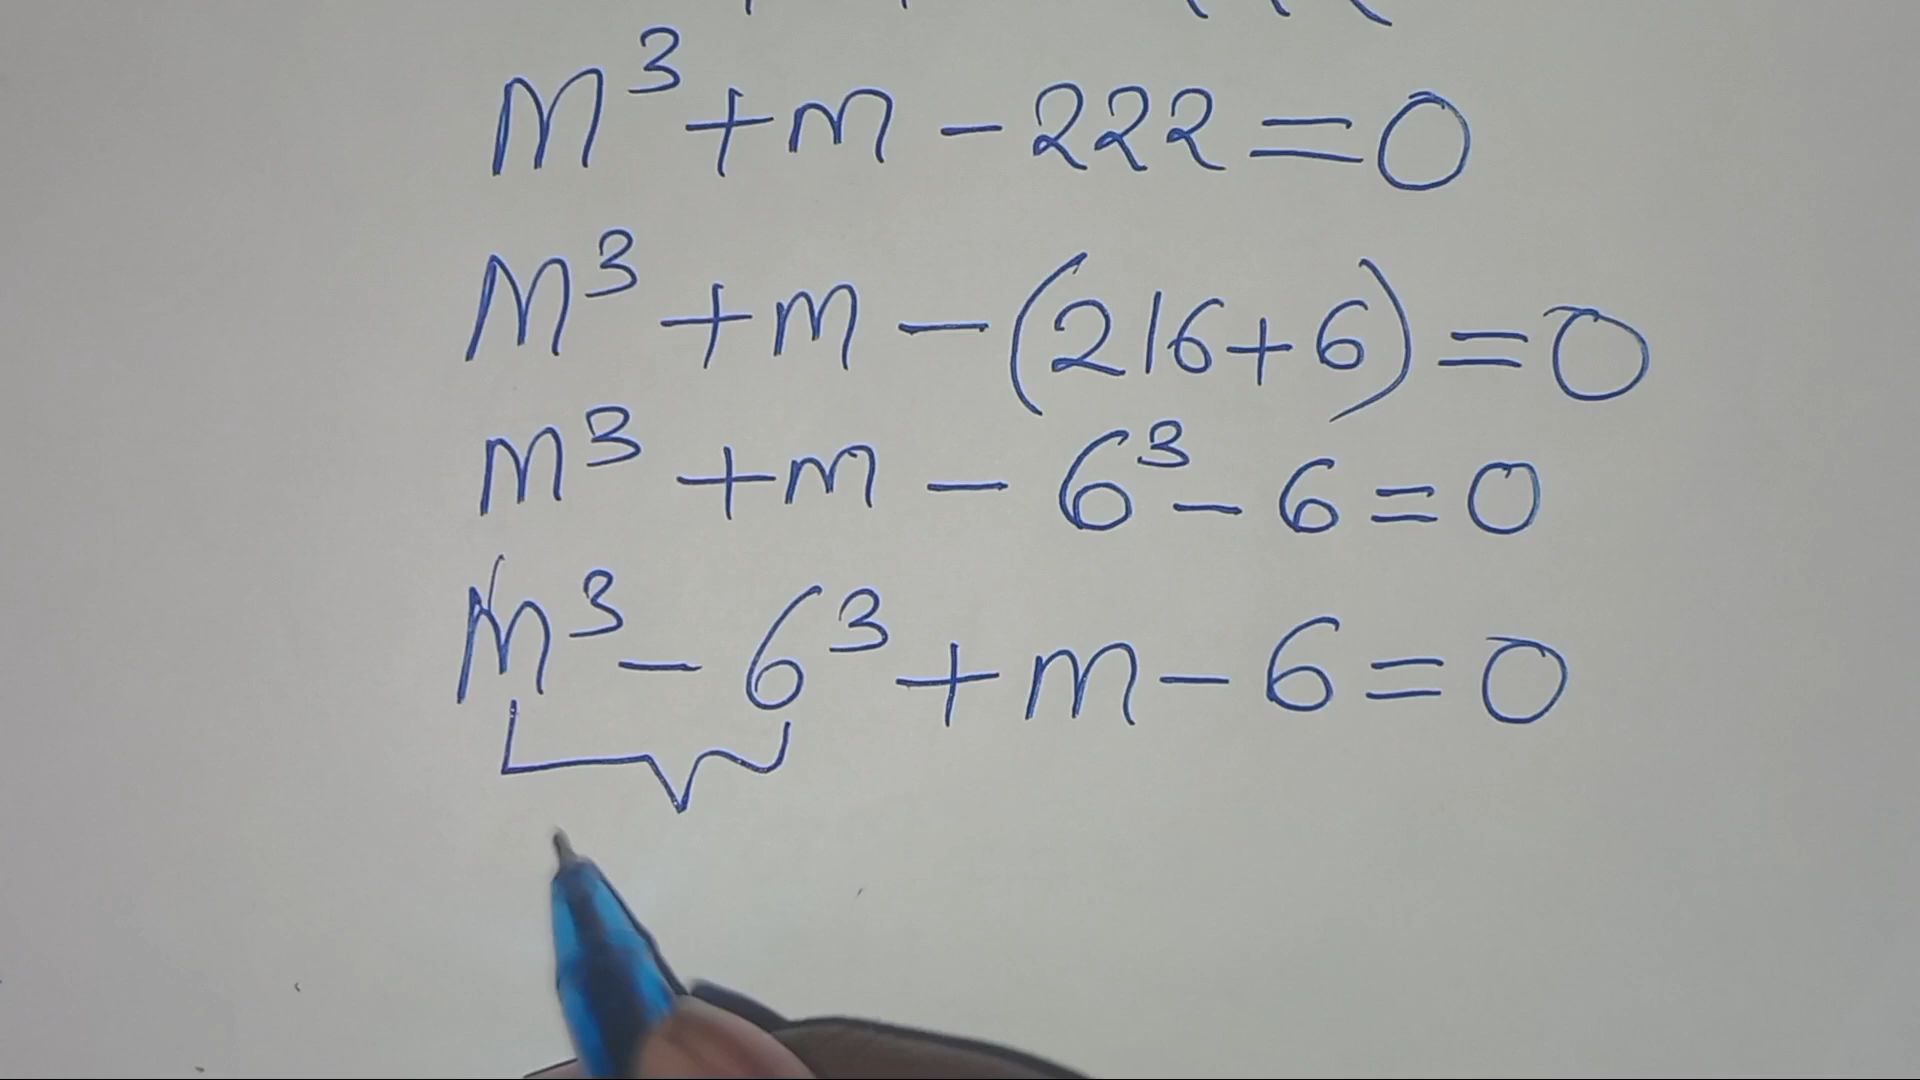 m³ + m - 222 = 0
m³ + m - (216 + 6) = 0
m³ + m - 6³ - 6 = 0
m³ - 6³ + m - 6 = 0